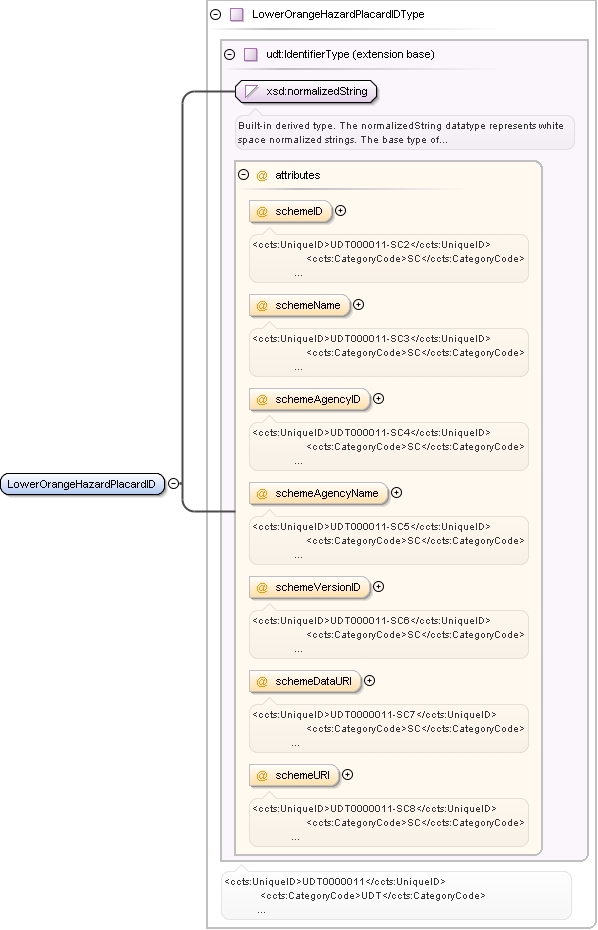 LowerOrangeHazardPlacardIDType
udt:IdentifierType (extension base)
xsd:normalizedString
Built-in derived type. The normalizedString datatype represents white
space normalized strings. The base type of...
@ attributes
@ schemeID
<ccts:UniqueID>UDT000011-SC2</ccts:UniqueID>
<ccts:CategoryCode>SC</ccts:CategoryCode>
...
@ schemeName
<ccts:UniqueID>UDT000011-SC3</ccts:UniqueID>
<ccts:CategoryCode>SC</ccts:CategoryCode>
...
@ schemeAgencyID
<ccts:UniqueID>UDT000011-SC4</ccts:UniqueID>
<ccts:CategoryCode>SC</ccts:CategoryCode>
...
LowerOrangeHazardPlacardID
@ schemeAgencyName
<ccts:UniqueID>UDT000011-SC5</ccts:UniqueID>
<ccts:CategoryCode>SC</ccts:CategoryCode>
...
@ schemeVersionID
<ccts:UniqueID>UDT000011-SC6</ccts:UniqueID>
<ccts:CategoryCode>SC</ccts:CategoryCode>
...
@ schemeDataURI
<ccts:UniqueID>UDT0000011-SC7</ccts:UniqueID>
<ccts:CategoryCode>SC</ccts:CategoryCode>
...
@ schemeURI
<ccts:UniqueID>UDT0000011-SC8</ccts:UniqueID>
<ccts:CategoryCode>SC</ccts:CategoryCode>
...
<ccts:UniqueID>UDT0000011</ccts:UniqueID>
<ccts:CategoryCode>UDT</ccts:CategoryCode>
...